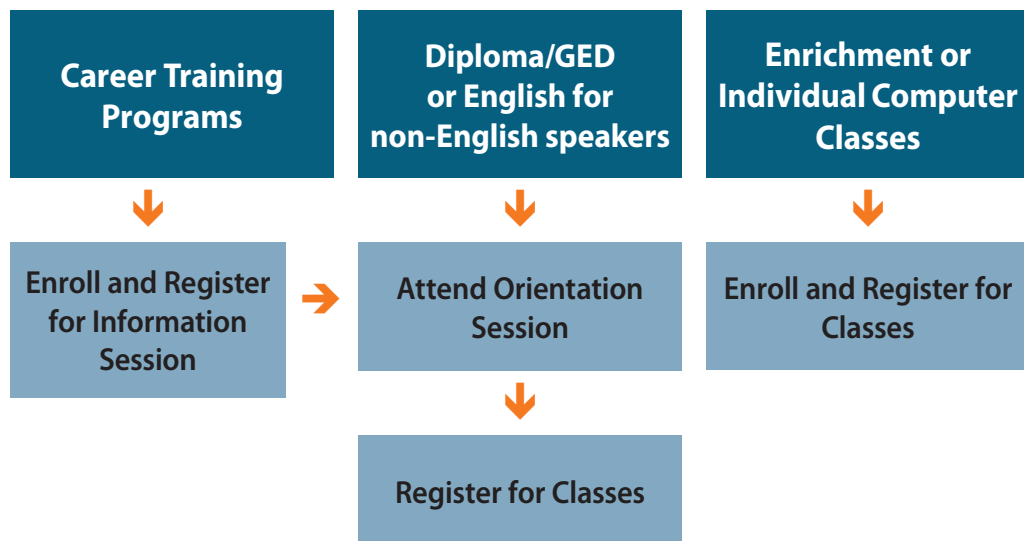 Career Training
Programs
Diploma/GED
or English for
non-English speakers
Enrichment or
Individual Computer
Classes
Enroll and Register
for Information
Session
Attend Orientation
Session
Enroll and Register for
Classes
Register for Classes